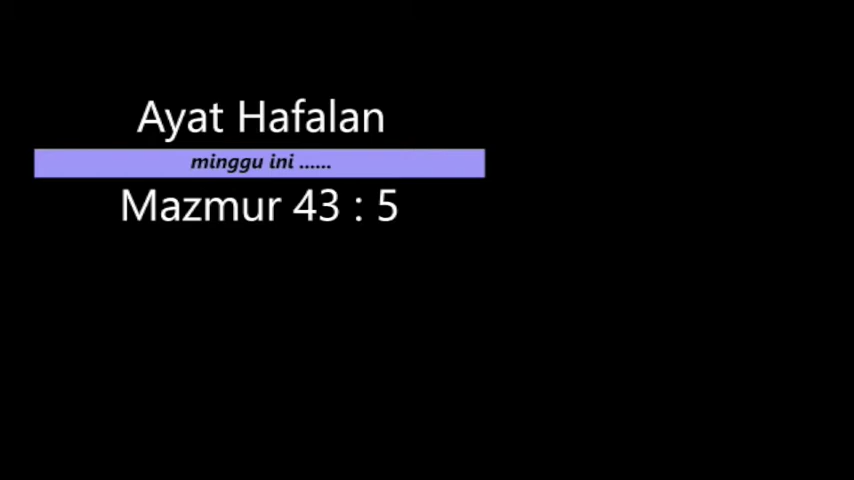 Ayat Hafalan
minggu ini ......
Mazmur 43 : 5